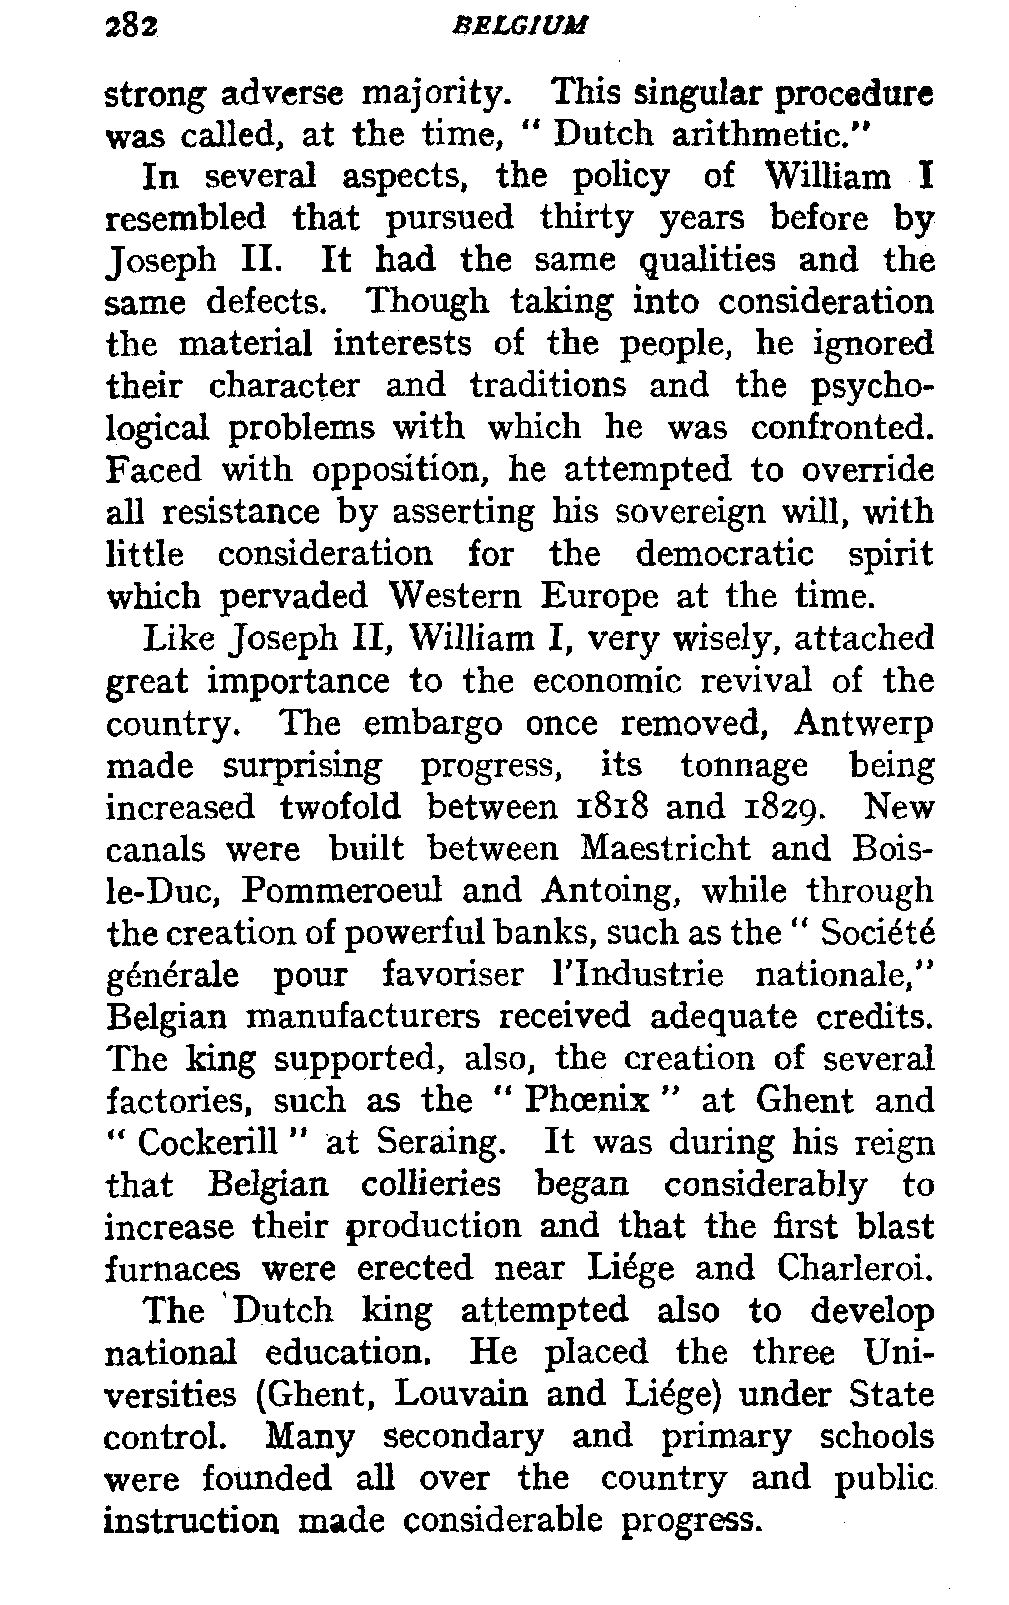 282 BELGIUM
strong adverse majority. This singular procedure
was called, at the time, “ Dutch arithmetic.”
In several aspects, the policy of William I
resembled that pursued thirty years before by
Joseph II. It had the same qualities and the
same defects. Though taking into consideration
the material interests of the people, he ignored
their character and traditions and the psycho-
logical problems with which he was confronted.
Faced with opposition, he attempted to override
all resistance by asserting his sovereign will, with
little consideration for the democratic spirit
which pervaded Western Europe at the time.
Like Joseph II, William I, very wisely, attached
great importance to the economic revival of the
country. The embargo once removed, Antwerp
made surprising progress, its tonnage being
increased twofold between 1818 and 1829. New
canals were built between Maestricht and Bois-
le-Duc, Pommeroeul and Antoing, while through
the creation of powerful banks, such as the “ Société
générale pour favoriser l'Industrie nationale,”
Belgian manufacturers received adequate credits.
The king supported, also, the creation of several
factories, such as the “ Phœnix ” at Ghent and
“ Cockerill ” at Seraing. It was during his reign
that Belgian collieries began considerably to
increase their production and that the first blast
furnaces were erected near Liége and Charleroi.
The Dutch king attempted also to develop
national education. He placed the three Uni-
versities (Ghent, Louvain and Liége) under State
control. Many secondary and primary schools
were founded all over the country and public
instruction made considerable progress.